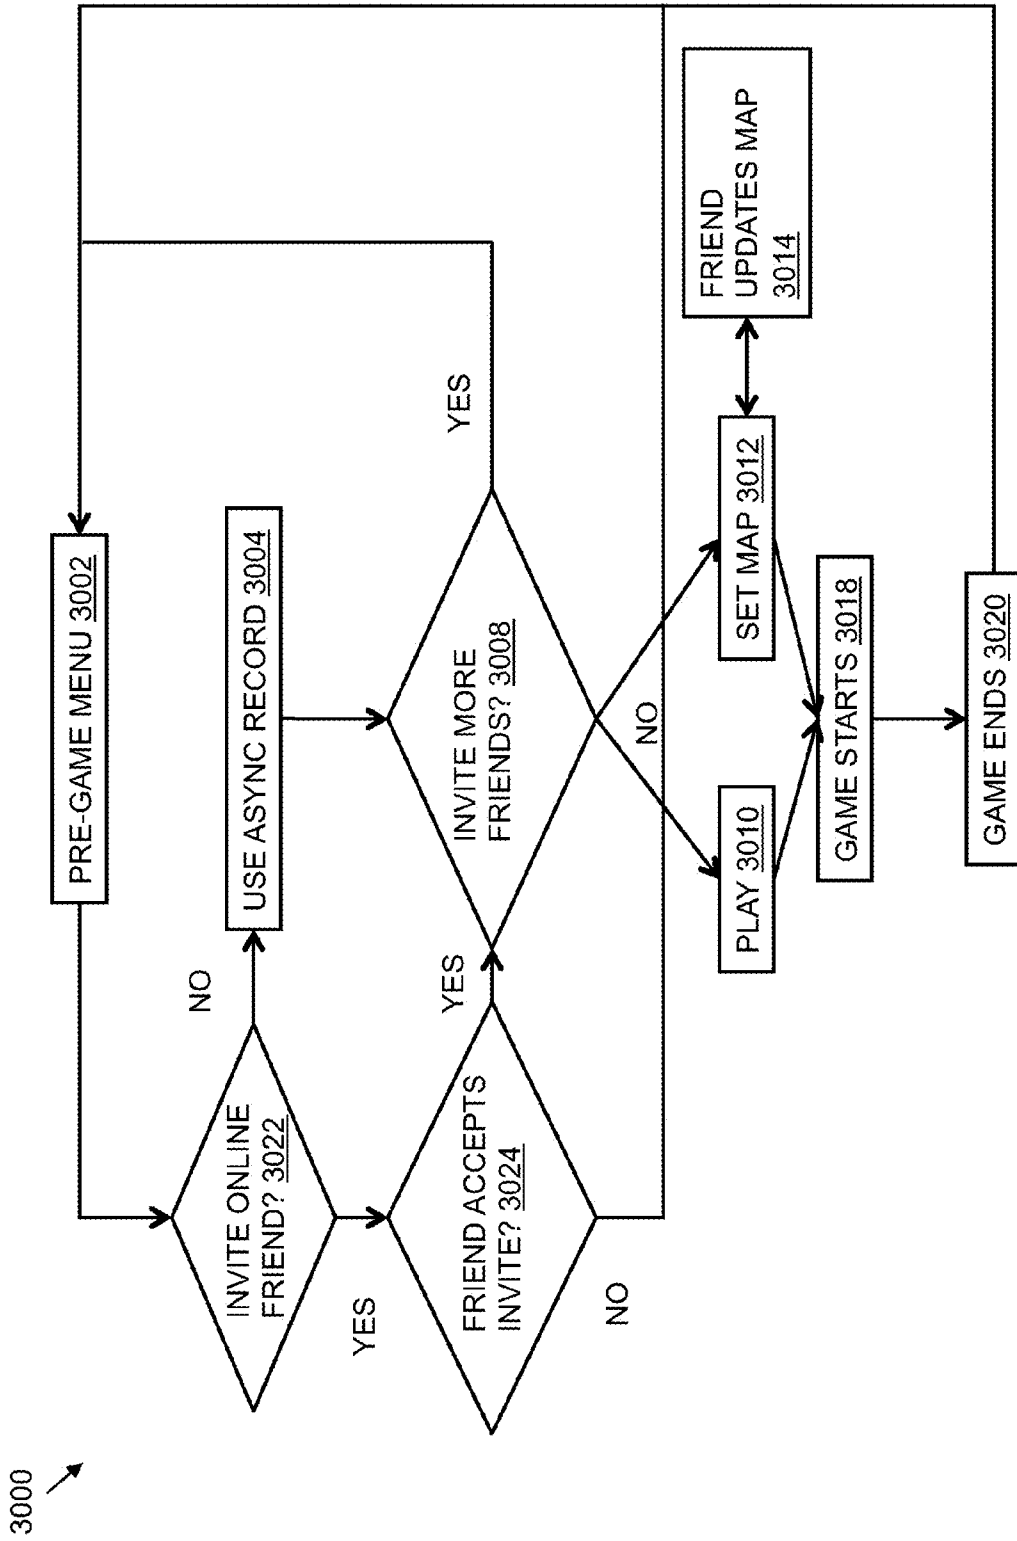 3000
PRE-GAME MENU 3002
INVITE ONLINE
FRIEND? 3022
NO
USE ASYNC RECORD 3004
YES
FRIEND ACCEPTS
INVITE? 3024
YES
INVITE MORE
FRIENDS? 3008
YES
NO
NO
PLAY 3010
SET MAP 3012
FRIEND
UPDATES MAP
3014
GAME STARTS 3018
GAME ENDS 3020